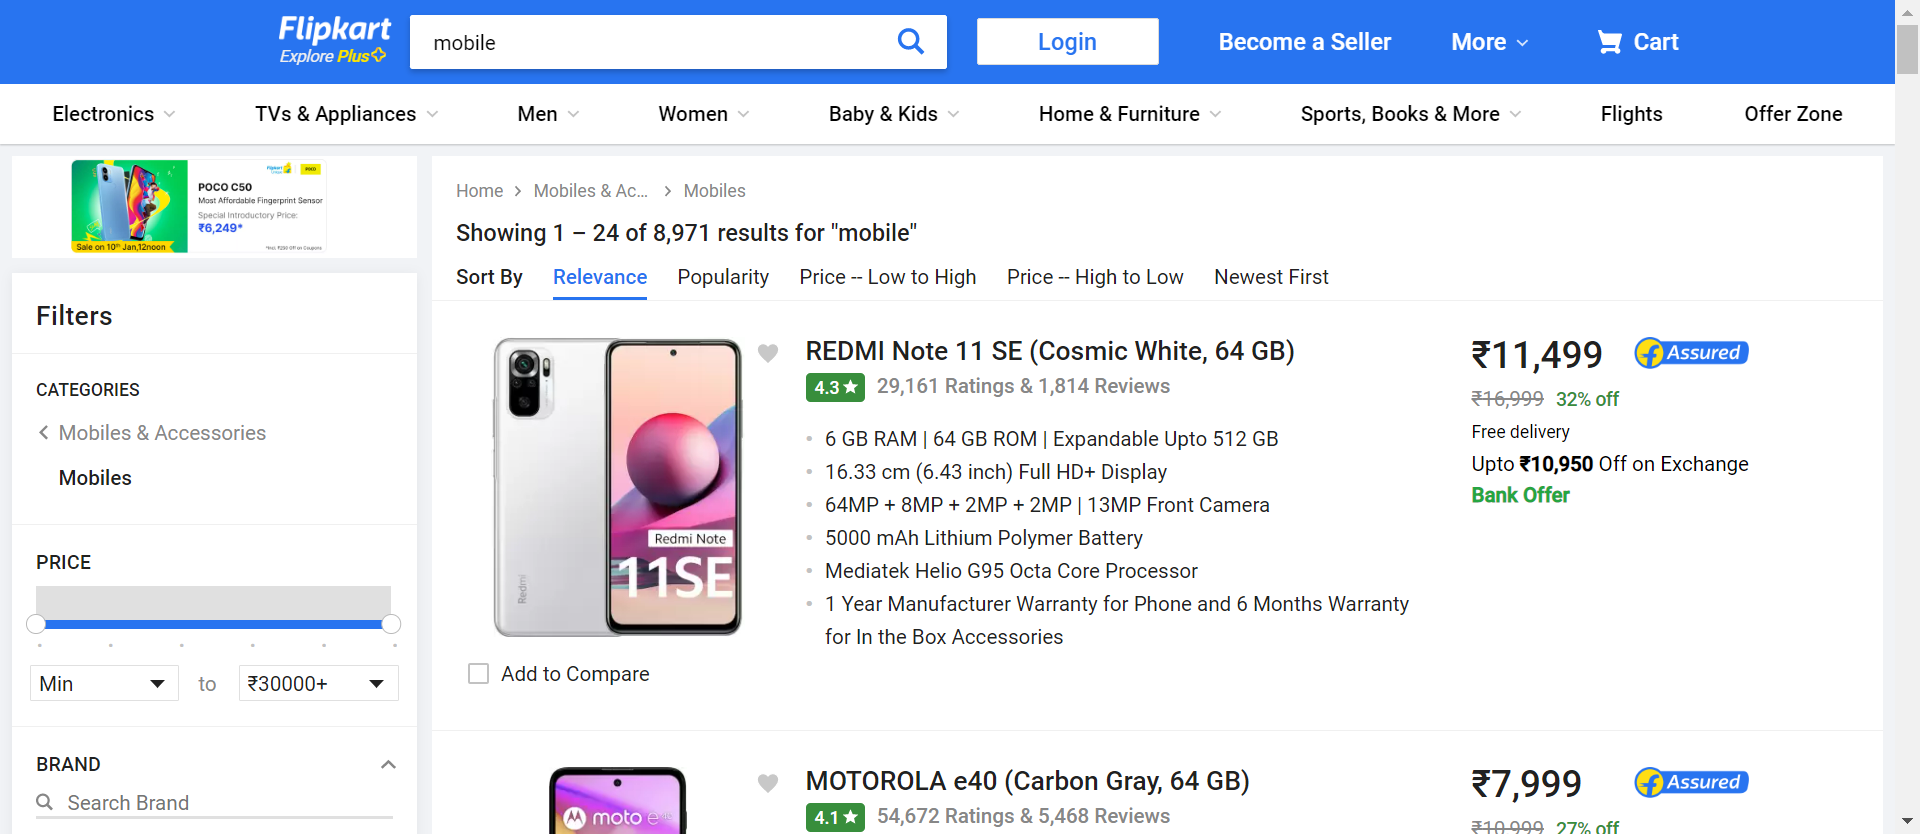 Flipkart
Explore Plus
mobile
Login
Become a Seller
More
Cart
Electronics
TVs & Appliances
Men
Women
Baby & Kids
Home & Furniture
Sports, Books & More
Flights
Offer Zone
Flipkart
POCO
POCO C50
Most Affordable Fingerprint Sensor
Special Introductory Price:
₹6,249*
Sale on 10th Jan,12noon
Filters
CATEGORIES
Mobiles & Accessories
Mobiles
PRICE
Min
to
₹30000+
BRAND
Search Brand
Home
Mobiles & Ac...
Mobiles
Showing 1 – 24 of 8,971 results for "mobile"
Sort By
Relevance
Popularity
Price -- Low to High
Price -- High to Low
Newest First
Redmi
Redmi Note
11SE
Add to Compare
REDMI Note 11 SE (Cosmic White, 64 GB)
4.3★ 29,161 Ratings & 1,814 Reviews
6 GB RAM | 64 GB ROM | Expandable Upto 512 GB
16.33 cm (6.43 inch) Full HD+ Display
64MP + 8MP + 2MP + 2MP | 13MP Front Camera
5000 mAh Lithium Polymer Battery
Mediatek Helio G95 Octa Core Processor
1 Year Manufacturer Warranty for Phone and 6 Months Warranty
for In the Box Accessories
₹11,499
Assured
₹16,999 32% off
Free delivery
Upto ₹10,950 Off on Exchange
Bank Offer
moto e40
MOTOROLA e40 (Carbon Gray, 64 GB)
4.1★ 54,672 Ratings & 5,468 Reviews
₹7,999
Assured
₹10,999 27% off